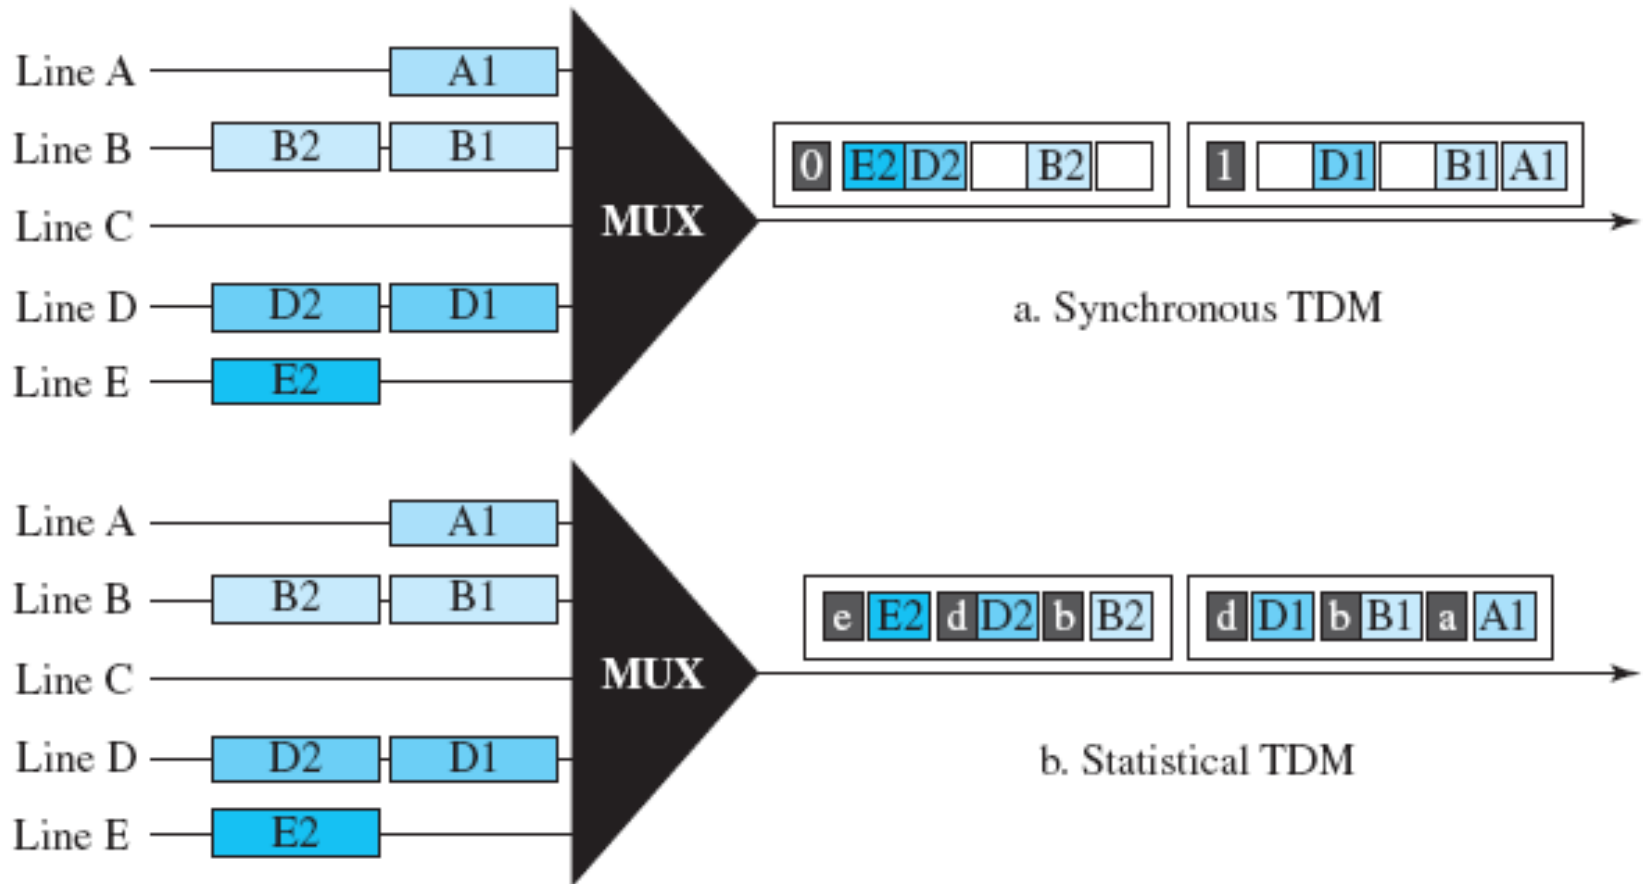 Line A A1
Line B B2 B1
Line C
Line D D2 D1
Line E E2
MUX
0 E2 D2 B2
1 D1 B1 A1
a. Synchronous TDM
Line A A1
Line B B2 B1
Line C
Line D D2 D1
Line E E2
MUX
e E2 d D2 b B2
d D1 b B1 a A1
b. Statistical TDM